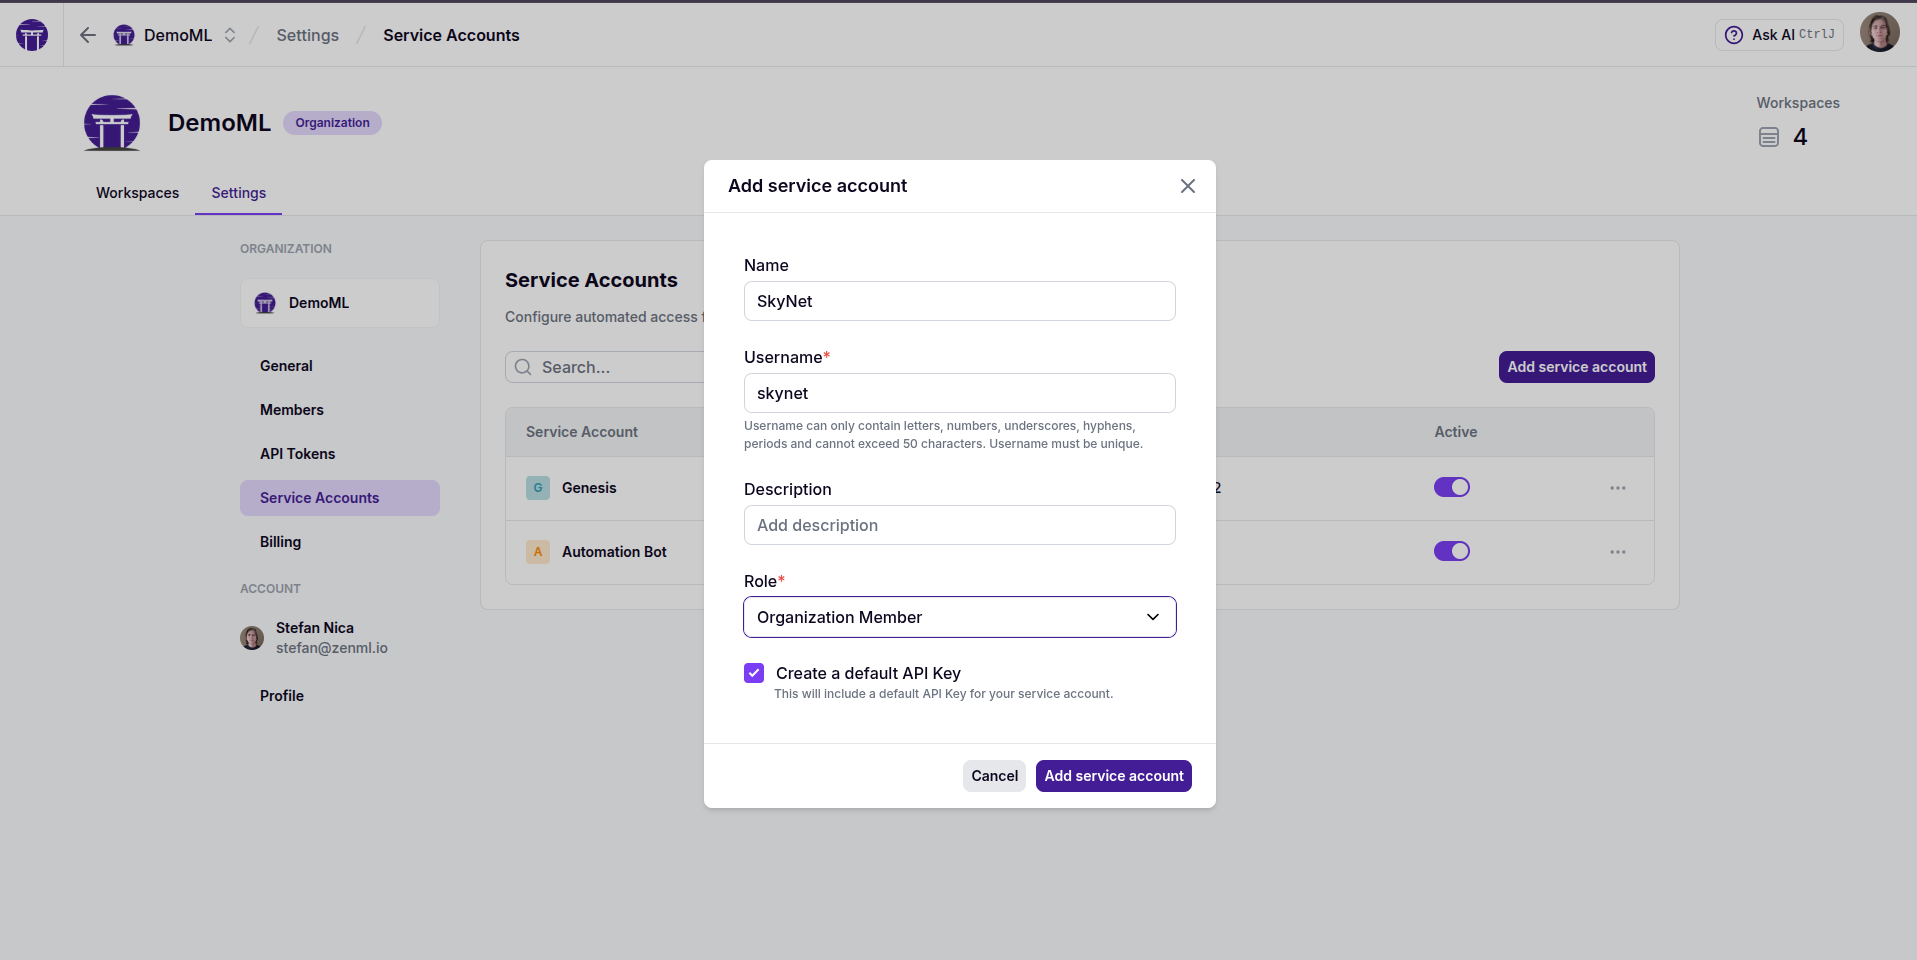 DemoML / Settings / Service Accounts
Ask AI CtrlJ
DemoML Organization
Workspaces
4
Workspaces Settings
ORGANIZATION
DemoML
General
Members
API Tokens
Service Accounts
Billing
ACCOUNT
Stefan Nica
stefan@zenml.io
Profile
Service Accounts
Configure automated access
Search...
Add service account
Service Account Active
G Genesis 2
A Automation Bot
Add service account
Name
SkyNet
Username*
skynet
Username can only contain letters, numbers, underscores, hyphens,
periods and cannot exceed 50 characters. Username must be unique.
Description
Add description
Role*
Organization Member
Create a default API Key
This will include a default API Key for your service account.
Cancel Add service account